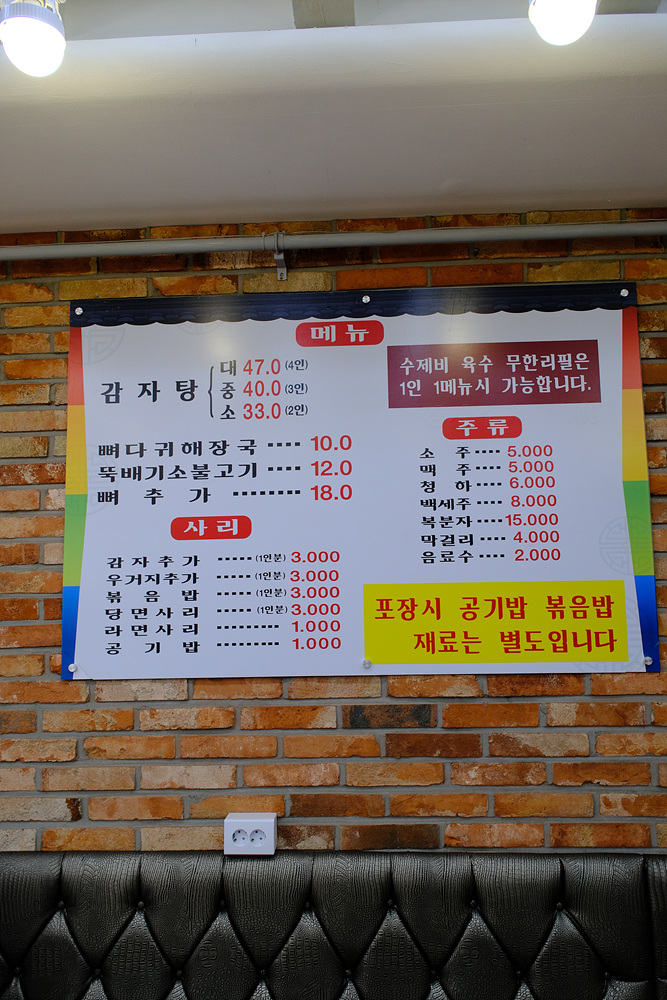 메뉴
감자탕
대 47.0 (4인)
중 40.0 (3인)
소 33.0 (2인)
뼈다귀해장국 ···· 10.0
뚝배기소불고기 ···· 12.0
뼈 추 가 ········ 18.0
사리
감자추가 ······ (1인분) 3.000
우거지추가 ······ (1인분) 3.000
볶 음 밥 ······ (1인분) 3.000
당면사리 ······ (1인분) 3.000
라면사리 ·········· 1.000
공 기 밥 ·········· 1.000
수제비 육수 무한리필은
1인 1메뉴시 가능합니다.
주류
소 주 ···· 5.000
맥 주 ···· 5.000
청 하 ···· 6.000
백세주 ···· 8.000
복분자 ···· 15.000
막걸리 ···· 4.000
음료수 ···· 2.000
포장시 공기밥 볶음밥
재료는 별도입니다